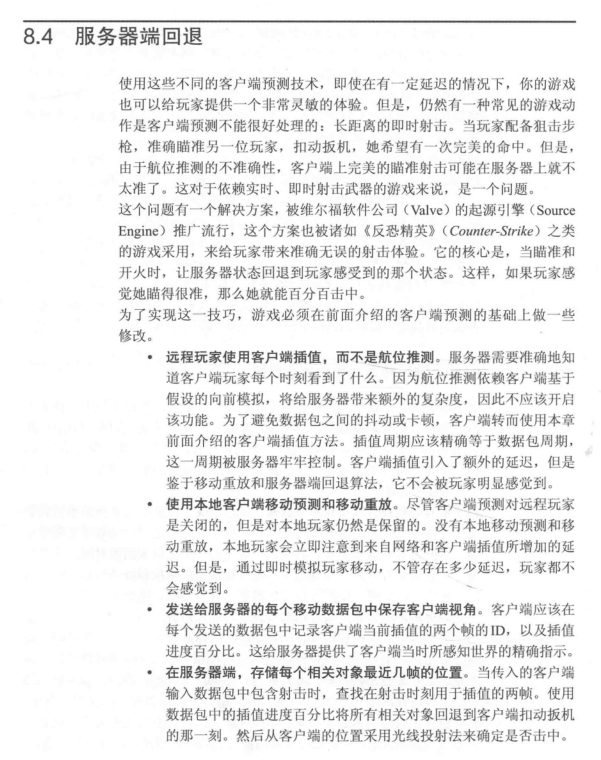 8.4 服务器端回退
使用这些不同的客户端预测技术，即使在有一定延迟的情况下，你的游戏
也可以给玩家提供一个非常灵敏的体验。但是，仍然有一种常见的游戏动
作是客户端预测不能很好处理的：长距离的即时射击。当玩家配备狙击步
枪，准确瞄准另一位玩家，扣动扳机，她希望有一次完美的命中。但是，
由于航位推测的不准确性，客户端上完美的瞄准射击可能在服务器上就不
太准了。这对于依赖实时、即时射击武器的游戏来说，是一个问题。
这个问题有一个解决方案，被维尔福软件公司（Valve）的起源引擎（Source
Engine）推广流行，这个方案也被诸如《反恐精英》（Counter-Strike）之类
的游戏采用，来给玩家带来准确无误的射击体验。它的核心是，当瞄准和
开火时，让服务器状态回退到玩家感受到的那个状态。这样，如果玩家感
觉她瞄得很准，那么她就能百分百击中。
为了实现这一技巧，游戏必须在前面介绍的客户端预测的基础上做一些
修改。
• 远程玩家使用客户端插值，而不是航位推测。服务器需要准确地知
道客户端玩家每个时刻看到了什么。因为航位推测依赖客户端基于
假设的向前模拟，将给服务器带来额外的复杂度，因此不应该开启
该功能。为了避免数据包之间的抖动或卡顿，客户端转而使用本章
前面介绍的客户端插值方法。插值周期应该精确等于数据包周期，
这一周期被服务器牢牢控制。客户端插值引入了额外的延迟，但是
鉴于移动重放和服务器端回退算法，它不会被玩家明显感觉到。
• 使用本地客户端移动预测和移动重放。尽管客户端预测对远程玩家
是关闭的，但是对本地玩家仍然是保留的。没有本地移动预测和移
动重放，本地玩家会立即注意到来自网络和客户端插值所增加的延
迟。但是，通过即时模拟玩家移动，不管存在多少延迟，玩家都不
会感觉到。
• 发送给服务器的每个移动数据包中保存客户端视角。客户端应该在
每个发送的数据包中记录客户端当前插值的两个帧的ID，以及插值
进度百分比。这给服务器提供了客户端当时所感知世界的精确指示。
• 在服务器端，存储每个相关对象最近几帧的位置。当传入的客户端
输入数据包中包含射击时，查找在射击时刻用于插值的两帧。使用
数据包中的插值进度百分比将所有相关对象回退到客户端扣动扳机
的那一刻。然后从客户端的位置采用光线投射法来确定是否击中。